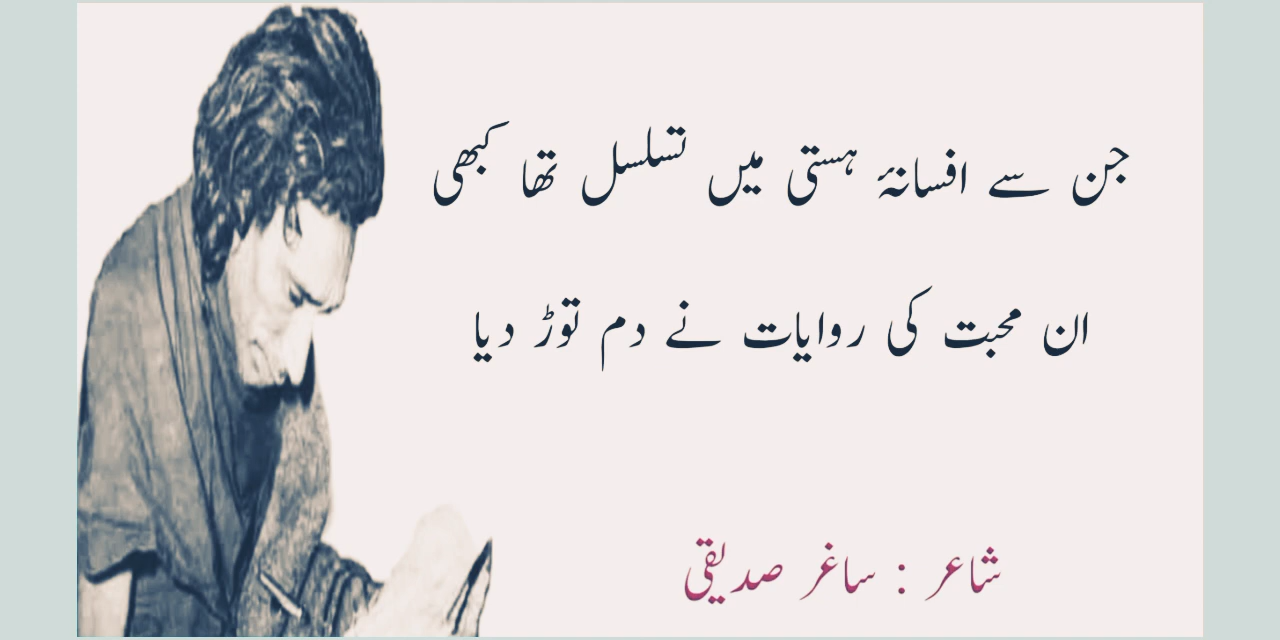 جن سے افسانۂ ہستی میں تسلسل تھا کبھی
ان محبت کی روایات نے دم توڑ دیا
شاعر : ساغر صدیقی